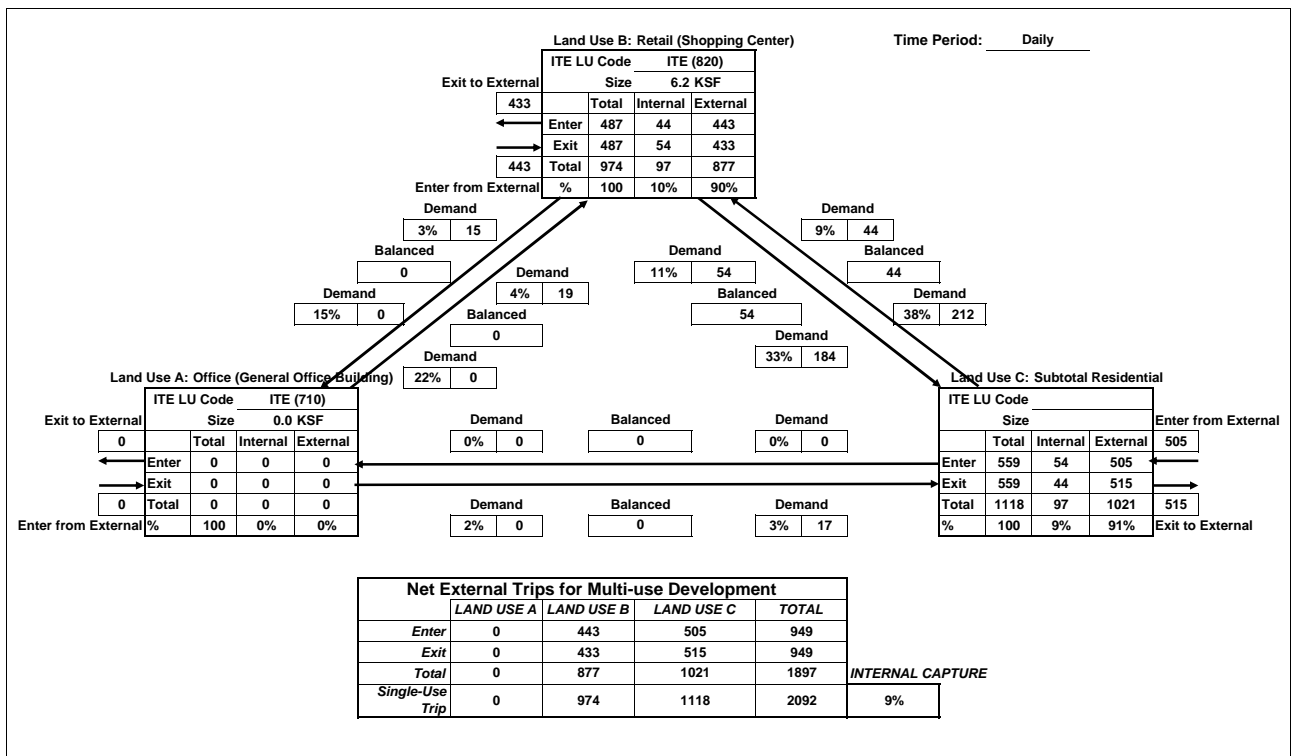 Land Use B: Retail (Shopping Center)
Time Period: Daily
ITE LU Code ITE (820)
Exit to External Size 6.2 KSF
433 Total Internal External
Enter 487 44 443
Exit 487 54 433
443 Total 974 97 877
Enter from External % 100 10% 90%
Demand Demand
3% 15 9% 44
Balanced Demand Balanced
0 11% 54 44
Demand Demand Balanced Demand
15% 0 4% 19 54 38% 212
Balanced
0
Demand Demand
22% 0 33% 184
Land Use A: Office (General Office Building) Land Use C: Subtotal Residential
ITE LU Code ITE (710) ITE LU Code
Exit to External Size 0.0 KSF Size Enter from External
0 Total Internal External Total Internal External 505
Enter 0 0 0 Enter 559 54 505
Exit 0 0 0 Exit 559 44 515
0 Total 0 0 0 Total 1118 97 1021 515
Enter from External % 100 0% 0% % 100 9% 91% Exit to External
Demand Balanced Demand
0% 0 0 0% 0
Demand Balanced Demand
2% 0 0 3% 17
Net External Trips for Multi-use Development
LAND USE A LAND USE B LAND USE C TOTAL
Enter 0 443 505 949
Exit 0 433 515 949
Total 0 877 1021 1897 INTERNAL CAPTURE
Single-Use
Trip 0 974 1118 2092 9%